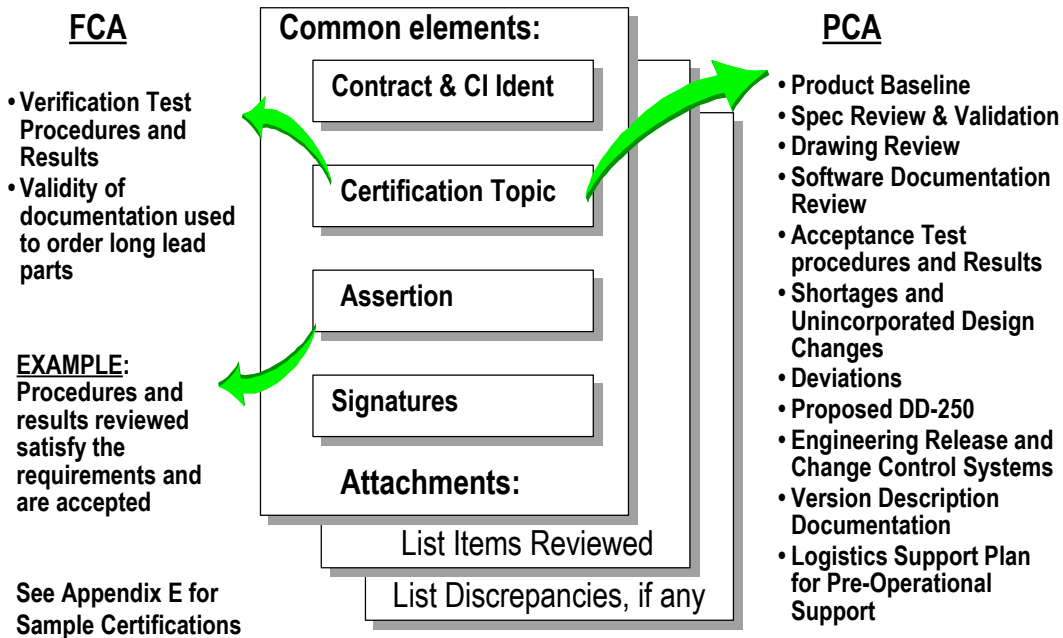 FCA
• Verification Test
Procedures and
Results
• Validity of
documentation used
to order long lead
parts
EXAMPLE:
Procedures and
results reviewed
satisfy the
requirements and
are accepted
See Appendix E for
Sample Certifications
Common elements:
Contract & CI Ident
Certification Topic
Assertion
Signatures
Attachments:
List Items Reviewed
List Discrepancies, if any
PCA
• Product Baseline
• Spec Review & Validation
• Drawing Review
• Software Documentation
Review
• Acceptance Test
procedures and Results
• Shortages and
Unincorporated Design
Changes
• Deviations
• Proposed DD-250
• Engineering Release and
Change Control Systems
• Version Description
Documentation
• Logistics Support Plan
for Pre-Operational
Support